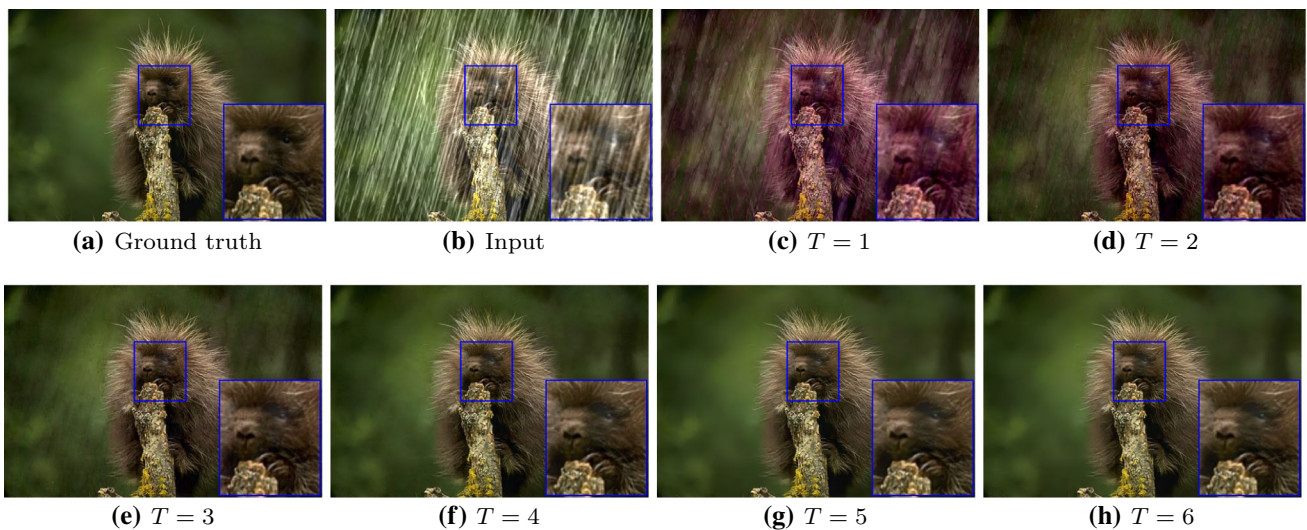 (a) Ground truth
(b) Input
(c) T = 1
(d) T = 2
(e) T = 3
(f) T = 4
(g) T = 5
(h) T = 6